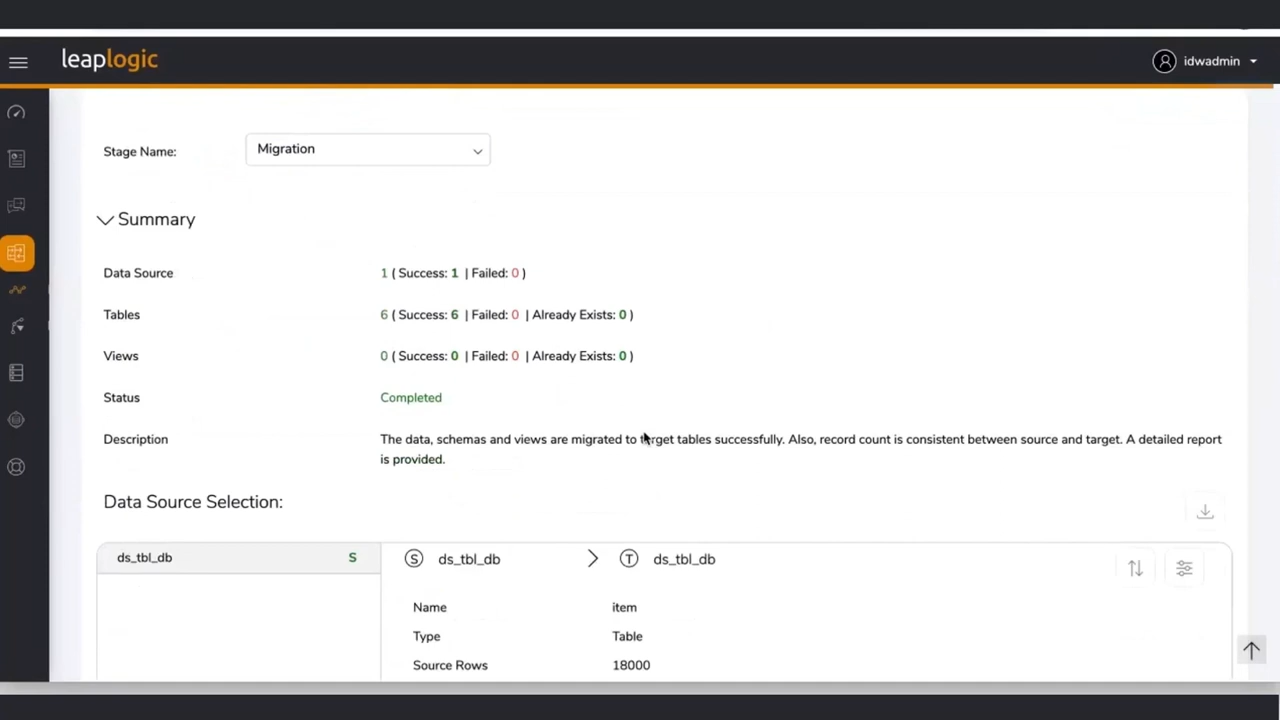 leaplogic
idwadmin
Stage Name:
Migration
Summary
Data Source
1 ( Success: 1 | Failed: 0 )
Tables
6 ( Success: 6 | Failed: 0 | Already Exists: 0 )
Views
0 ( Success: 0 | Failed: 0 | Already Exists: 0 )
Status
Completed
Description
The data, schemas and views are migrated to target tables successfully. Also, record count is consistent between source and target. A detailed report
is provided.
Data Source Selection:
ds_tbl_db S
S ds_tbl_db > T ds_tbl_db
Name item
Type Table
Source Rows 18000